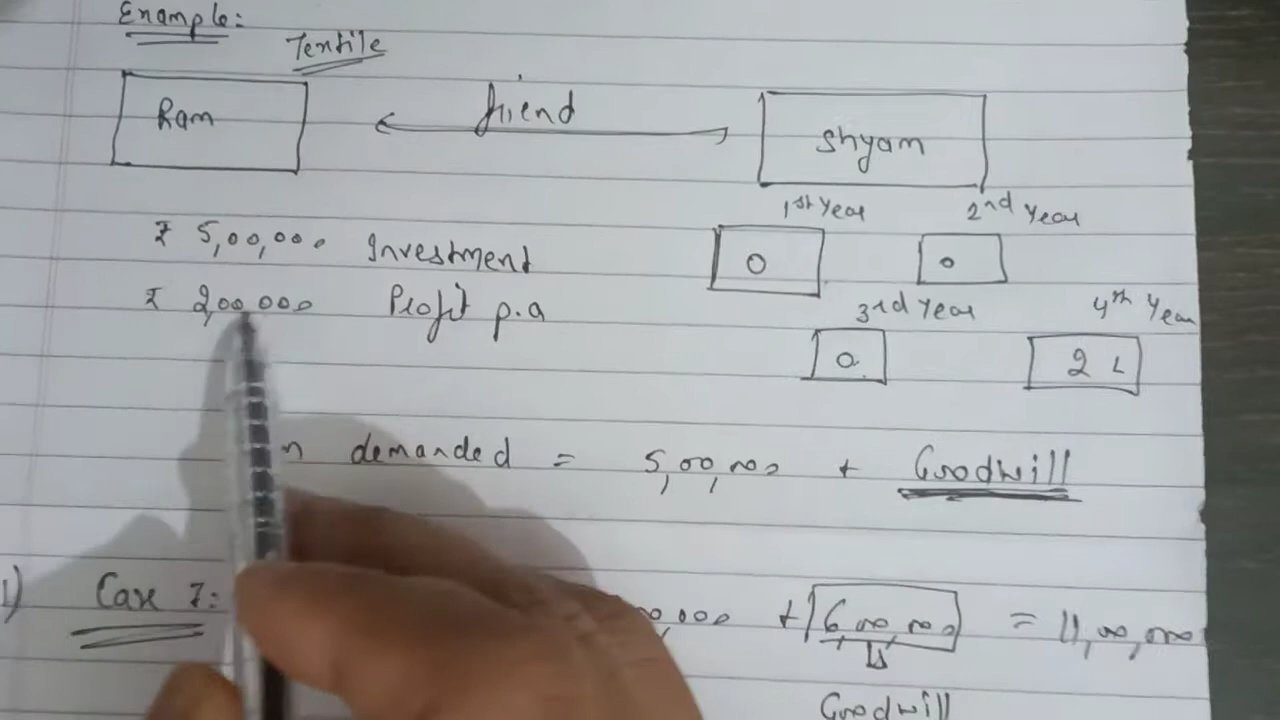 Example:
Textile
Ram
friend
Shyam
1st Year
2nd Year
₹ 5,00,000 Investment
0
0
₹ 2,00,000 Profit p.a
3rd Year
4th Year
0
2 L
demanded = 5,00,000 + Goodwill
1) Case 1:
+ 6,00,000 = 11,00,000
Goodwill